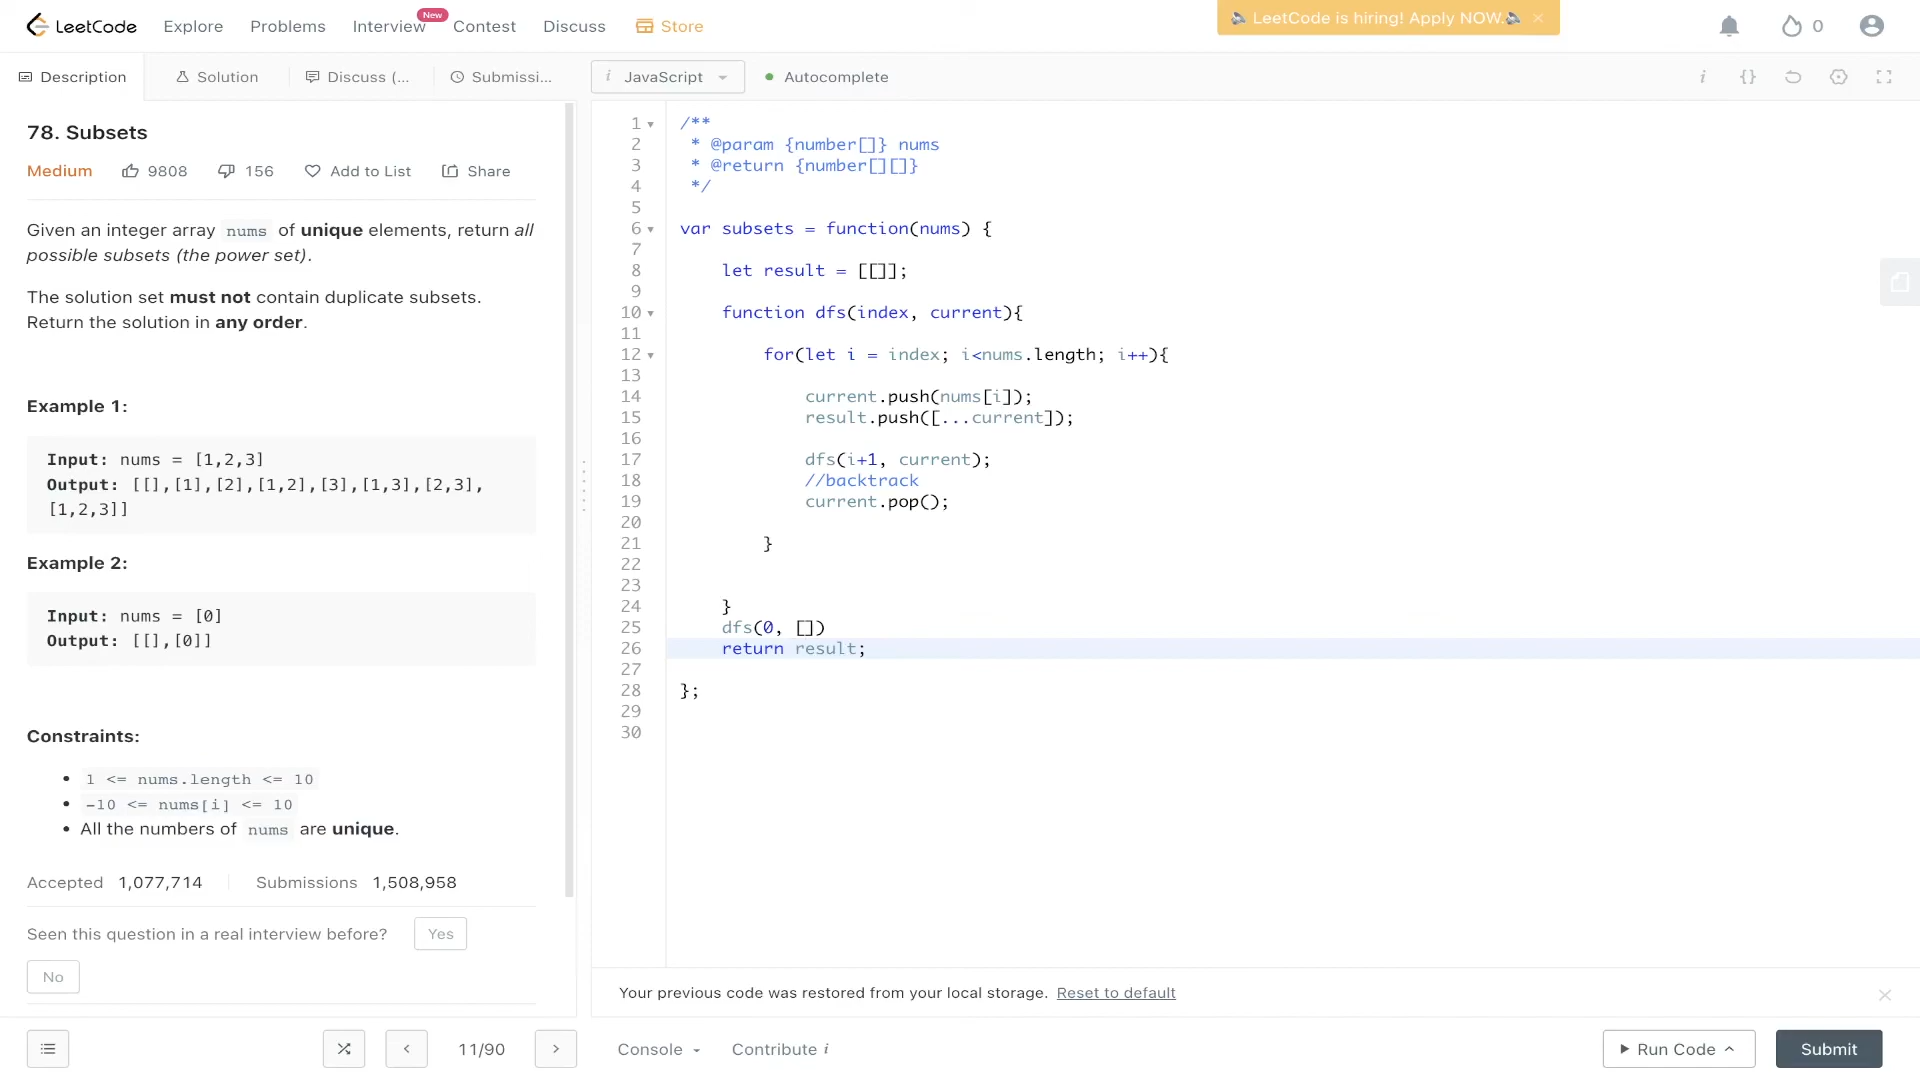 LeetCode Explore Problems Interview New Contest Discuss Store LeetCode is hiring! Apply NOW. 0
Description Solution Discuss (... Submissi... i JavaScript Autocomplete i {}
78. Subsets
Medium 9808 156 Add to List Share
Given an integer array nums of unique elements, return all
possible subsets (the power set).
The solution set must not contain duplicate subsets.
Return the solution in any order.
Example 1:
Input: nums = [1,2,3]
Output: [[],[1],[2],[1,2],[3],[1,3],[2,3],
[1,2,3]]
Example 2:
Input: nums = [0]
Output: [[],[0]]
Constraints:
• 1 <= nums.length <= 10
• -10 <= nums[i] <= 10
• All the numbers of nums are unique.
Accepted 1,077,714 Submissions 1,508,958
Seen this question in a real interview before? Yes
No
11/90
1 /**
2 * @param {number[]} nums
3 * @return {number[][]}
4 */
5
6 var subsets = function(nums) {
7
8 let result = [[]];
9
10 function dfs(index, current){
11
12 for(let i = index; i<nums.length; i++){
13
14 current.push(nums[i]);
15 result.push([...current]);
16
17 dfs(i+1, current);
18 //backtrack
19 current.pop();
20
21 }
22
23
24 }
25 dfs(0, [])
26 return result;
27
28 };
29
30
Your previous code was restored from your local storage. Reset to default
Console Contribute i Run Code Submit